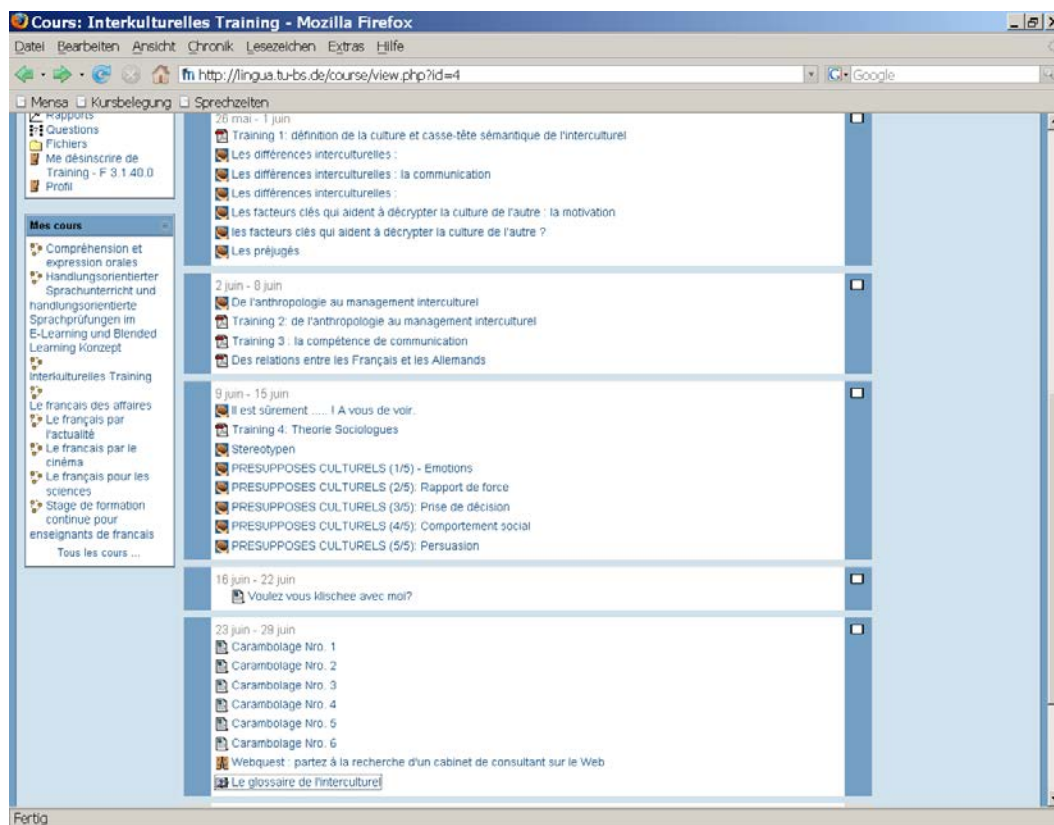 Cours: Interkulturelles Training - Mozilla Firefox
Datei Bearbeiten Ansicht Chronik Lesezeichen Extras Hilfe
http://lingua.tu-bs.de/course/view.php?id=4
Google
Mensa Kursbelegung Sprechzeiten
Rapports
Questions
Fichiers
Me désinscrire de
Training - F 3.1.40.0
Profil
Mes cours
Compréhension et
expression orales
Handlungsorientierter
Sprachunterricht und
handlungsorientierte
Sprachprüfungen im
E-Learning und Blended
Learning Konzept
Interkulturelles Training
Le francais des affaires
Le français par
l'actualité
Le francais par le
cinéma
Le français pour les
sciences
Stage de formation
continue pour
enseignants de francais
Tous les cours ...
26 mai - 1 juin
Training 1: définition de la culture et casse-tête sémantique de l'interculturel
Les différences interculturelles :
Les différences interculturelles : la communication
Les différences interculturelles :
Les facteurs clés qui aident à décrypter la culture de l'autre : la motivation
les facteurs clés qui aident à décrypter la culture de l'autre ?
Les préjugés
2 juin - 8 juin
De l'anthropologie au management interculturel
Training 2: de l'anthropologie au management interculturel
Training 3 : la compétence de communication
Des relations entre les Français et les Allemands
9 juin - 15 juin
Il est sûrement ..... ! A vous de voir.
Training 4: Theorie Sociologues
Stereotypen
PRESUPPOSES CULTURELS (1/5) - Emotions
PRESUPPOSES CULTURELS (2/5): Rapport de force
PRESUPPOSES CULTURELS (3/5): Prise de décision
PRESUPPOSES CULTURELS (4/5): Comportement social
PRESUPPOSES CULTURELS (5/5): Persuasion
16 juin - 22 juin
Voulez vous klischee avec moi?
23 juin - 29 juin
Carambolage Nro. 1
Carambolage Nro. 2
Carambolage Nro. 3
Carambolage Nro. 4
Carambolage Nro. 5
Carambolage Nro. 6
Webquest : partez à la recherche d'un cabinet de consultant sur le Web
Le glossaire de l'interculturel
Fertig